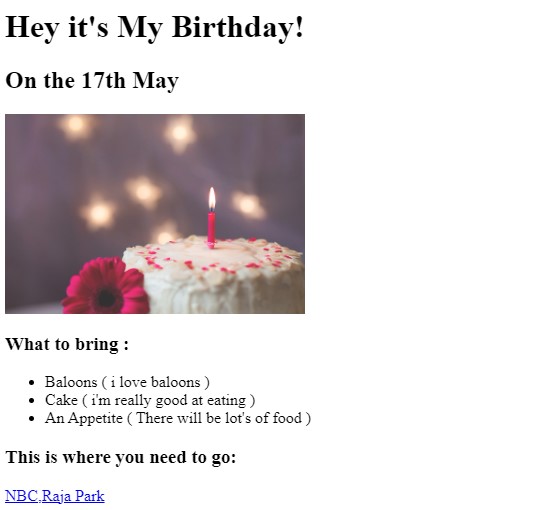 Hey it's My Birthday!
On the 17th May
What to bring :
Baloons ( i love baloons )
Cake ( i'm really good at eating )
An Appetite ( There will be lot's of food )
This is where you need to go:
NBC,Raja Park